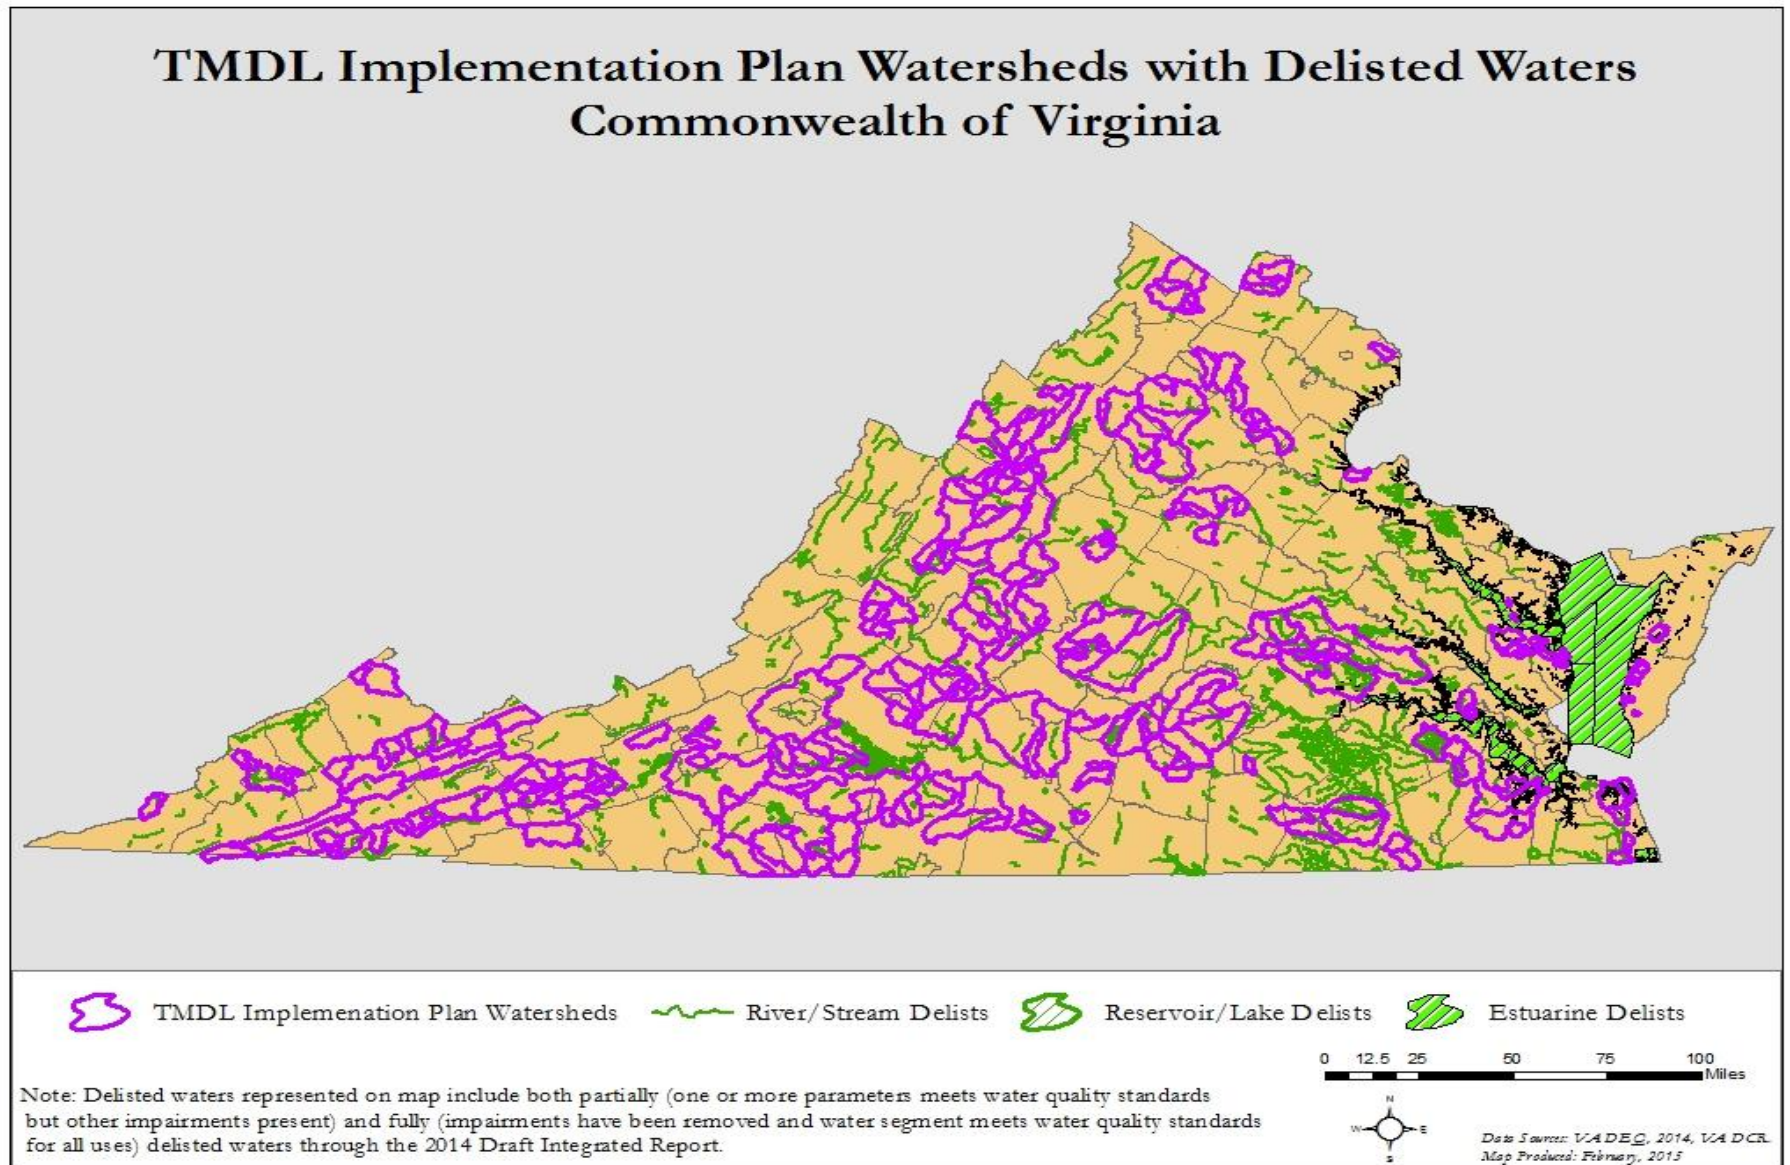 TMDL Implementation Plan Watersheds with Delisted Waters
Commonwealth of Virginia
TMDL Implemenation Plan Watersheds
River/Stream Delists
Reservoir/Lake Delists
Estuarine Delists
0 12.5 25 50 75 100
Miles
Note: Delisted waters represented on map include both partially (one or more parameters meets water quality standards
but other impairments present) and fully (impairments have been removed and water segment meets water quality standards
for all uses) delisted waters through the 2014 Draft Integrated Report.
N
W E
S
Data Sources: VADEQ, 2014, VADCR
Map Produced: February, 2015